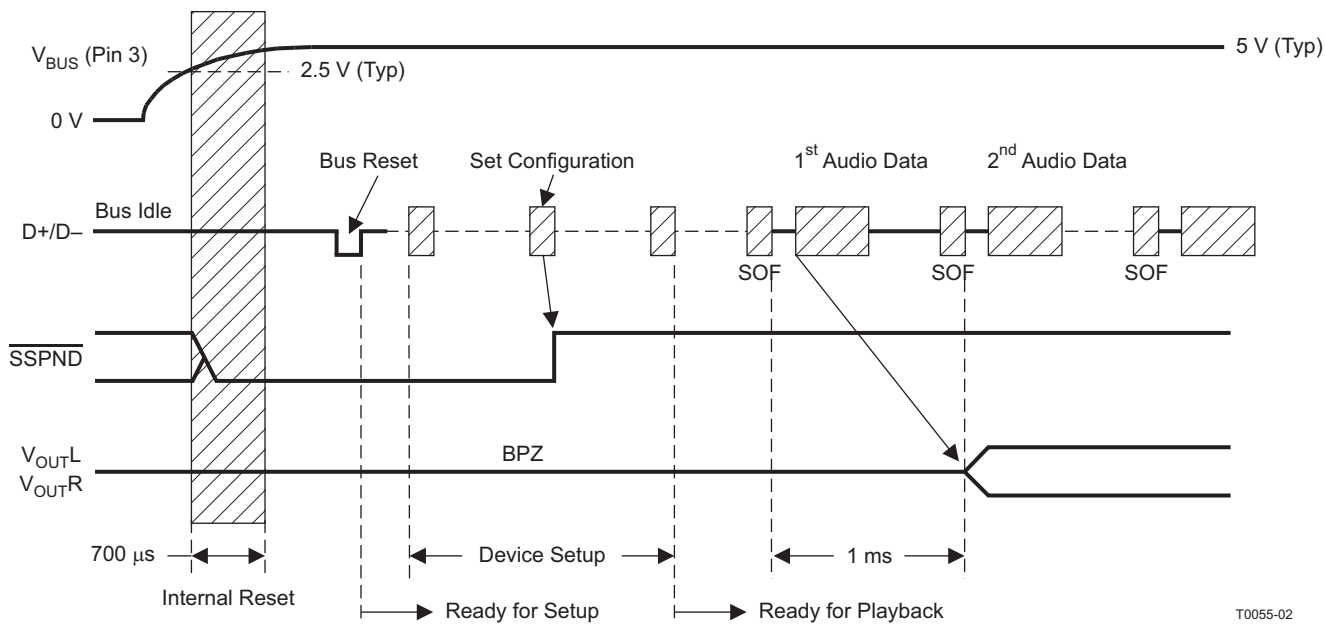 V_BUS (Pin 3)
2.5 V (Typ)
5 V (Typ)
0 V
Bus Reset
Set Configuration
1st Audio Data
2nd Audio Data
Bus Idle
D+/D–
SOF
SOF
SOF
SSPND
V_OUTL
V_OUTR
BPZ
700 µs
Device Setup
1 ms
Internal Reset
Ready for Setup
Ready for Playback
T0055-02